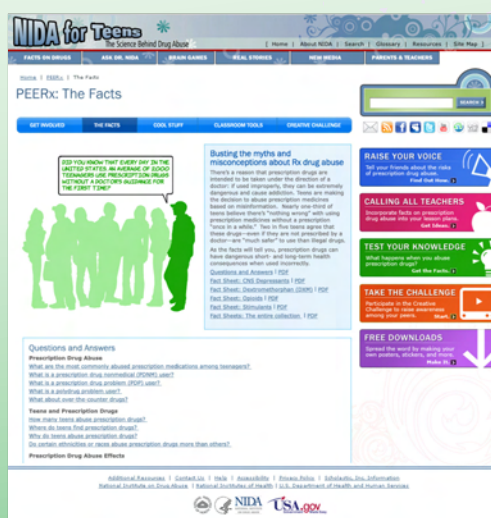 NIDA for Teens
The Science Behind Drug Abuse
[ Home | About NIDA | Search | Glossary | Resources | Site Map ]
FACTS ON DRUGS ASK DR. NIDA BRAIN GAMES REAL STORIES NEW MEDIA PARENTS & TEACHERS
Home | PEERx | The Facts
PEERx: The Facts
SEARCH
GET INVOLVED THE FACTS COOL STUFF CLASSROOM TOOLS CREATIVE CHALLENGE
DID YOU KNOW THAT EVERY DAY IN THE
UNITED STATES, AN AVERAGE OF 2000
TEENAGERS USE PRESCRIPTION DRUGS
WITHOUT A DOCTOR'S GUIDANCE FOR
THE FIRST TIME?
Busting the myths and
misconceptions about Rx drug abuse
There's a reason that prescription drugs are
intended to be taken under the direction of a
doctor: if used improperly, they can be extremely
dangerous and cause addiction. Teens are making
the decision to abuse prescription medicines
based on misinformation. Nearly one-third of
teens believe there's "nothing wrong" with using
prescription medicines without a prescription
"once in a while." Two in five teens agree that
these drugs—even if they are not prescribed by a
doctor—are "much safer" to use than illegal drugs.
As the facts will tell you, prescription drugs can
have dangerous short- and long-term health
consequences when used incorrectly.
Questions and Answers | PDF
Fact Sheet: CNS Depressants | PDF
Fact Sheet: Dextromethorphan (DXM) | PDF
Fact Sheet: Opioids | PDF
Fact Sheet: Stimulants | PDF
Fact Sheets: The entire collection. | PDF
RAISE YOUR VOICE
Tell your friends about the risks
of prescription drug abuse.
Find Out How.
CALLING ALL TEACHERS
Incorporate facts on prescription
drug abuse into your lesson plans.
Get Ideas.
TEST YOUR KNOWLEDGE
What happens when you abuse
prescription drugs?
Get the Facts.
TAKE THE CHALLENGE
Participate in the Creative
Challenge to raise awareness
among your peers.
Start.
FREE DOWNLOADS
Spread the word by making your
own posters, stickers, and more.
Make It
Questions and Answers
Prescription Drug Abuse
What are the most commonly abused prescription medications among teenagers?
What is a prescription drug nonmedical (PDNM) user?
What is a prescription drug problem (PDP) user?
What is a polydrug problem user?
What about over the counter drugs?
Teens and Prescription Drugs
How many teens abuse prescription drugs?
Where do teens find prescription drugs?
Why do teens abuse prescription drugs?
Do certain ethnicities or races abuse prescription drugs more than others?
Prescription Drug Abuse Effects
Additional Resources | Contact Us | Help | Accessibility | Privacy Policy | Scholastic, Inc. Information
National Institute on Drug Abuse | National Institutes of Health | U.S. Department of Health and Human Services
NIDA
USA.gov